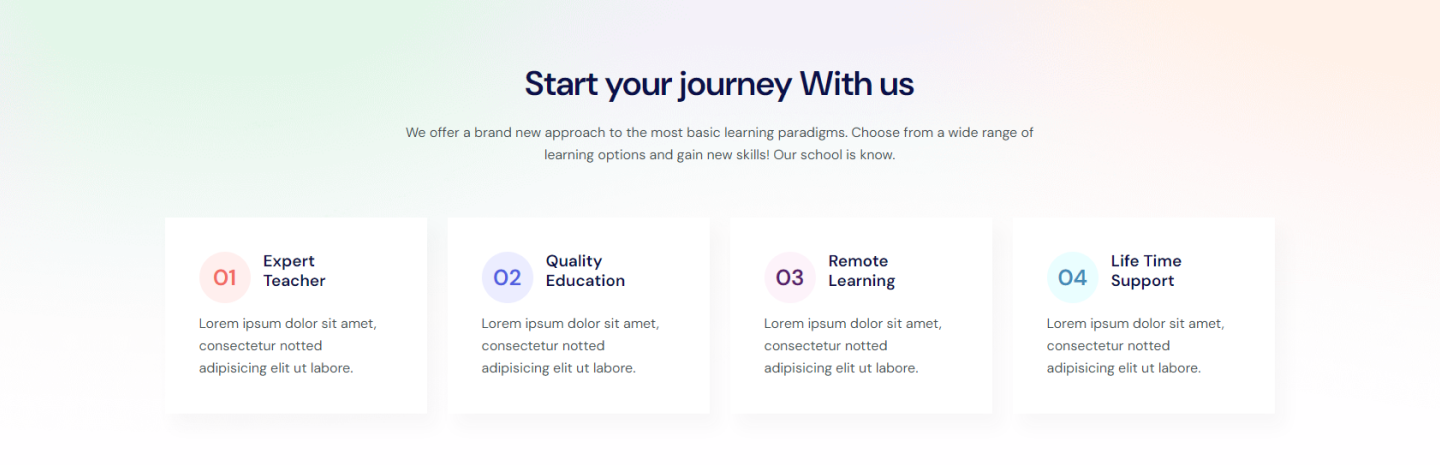 Start your journey With us
We offer a brand new approach to the most basic learning paradigms. Choose from a wide range of
learning options and gain new skills! Our school is know.
01
Expert
Teacher
Lorem ipsum dolor sit amet,
consectetur notted
adipisicing elit ut labore.
02
Quality
Education
Lorem ipsum dolor sit amet,
consectetur notted
adipisicing elit ut labore.
03
Remote
Learning
Lorem ipsum dolor sit amet,
consectetur notted
adipisicing elit ut labore.
04
Life Time
Support
Lorem ipsum dolor sit amet,
consectetur notted
adipisicing elit ut labore.